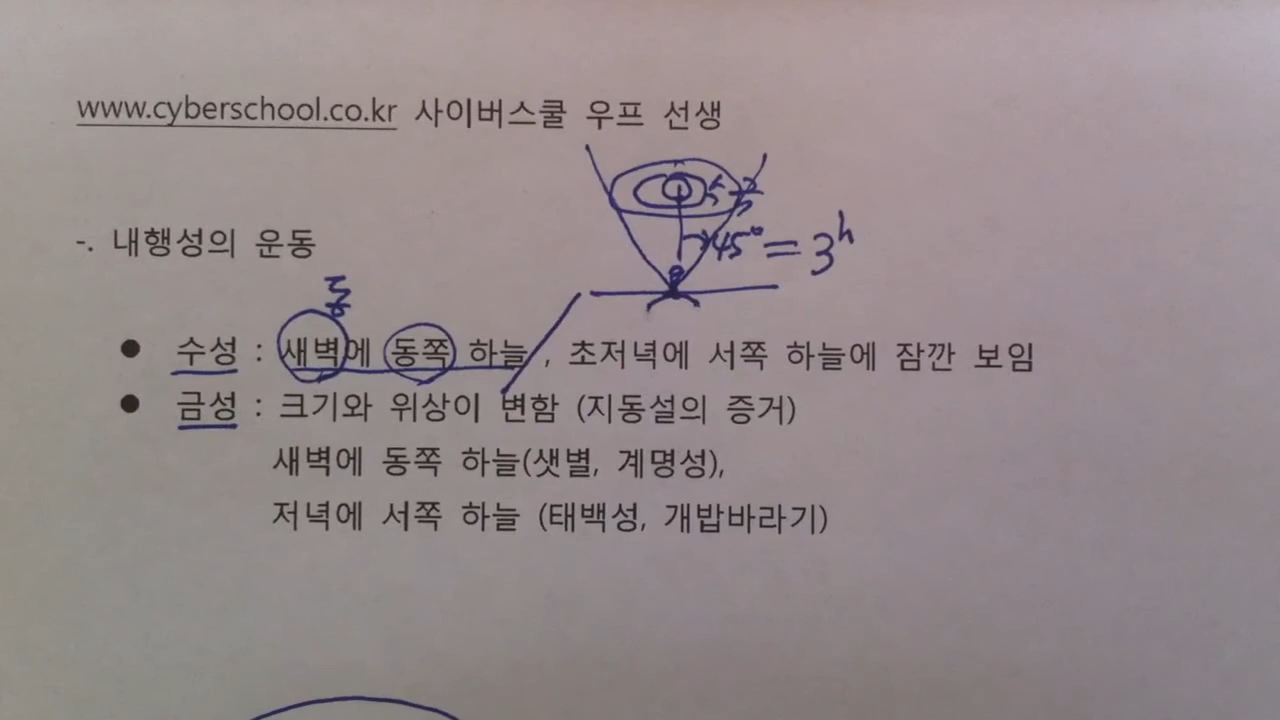 www.cyberschool.co.kr 사이버스쿨 우프 선생
-. 내행성의 운동
45° = 3h
● 수성 : 새벽에 동쪽 하늘 , 초저녁에 서쪽 하늘에 잠깐 보임
● 금성 : 크기와 위상이 변함 (지동설의 증거)
새벽에 동쪽 하늘(샛별, 계명성),
저녁에 서쪽 하늘 (태백성, 개밥바라기)